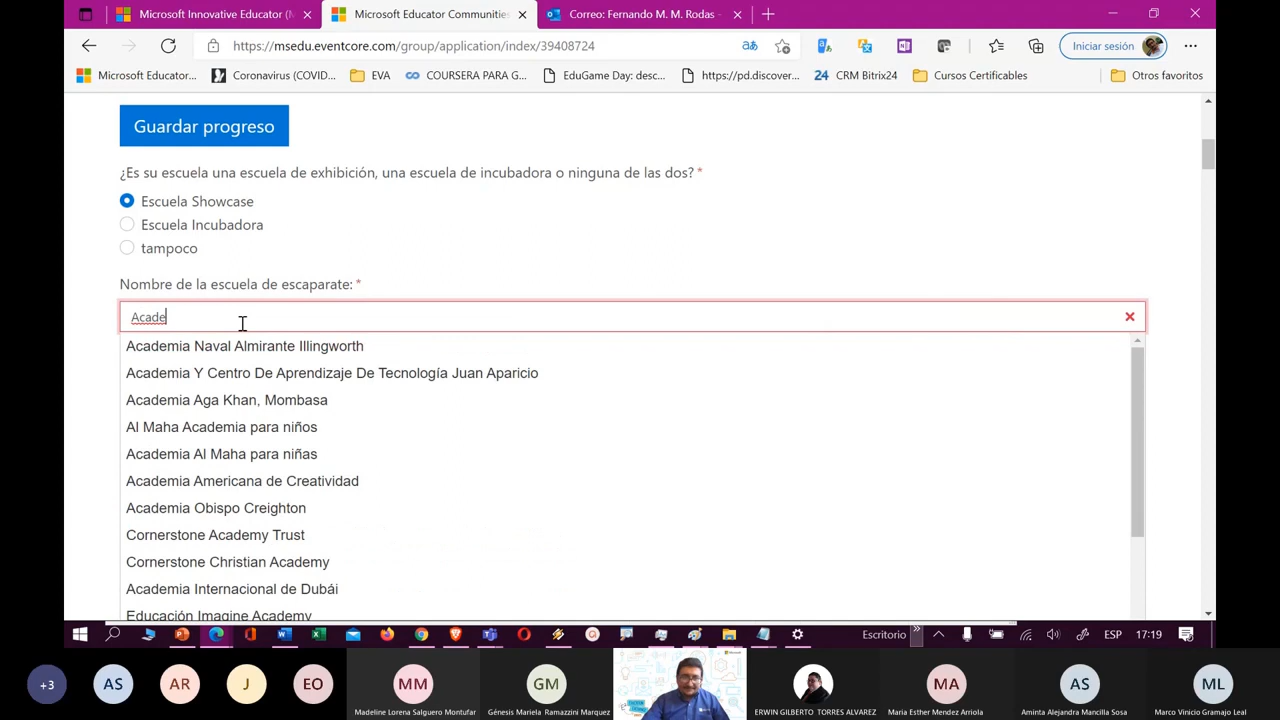 Microsoft Innovative Educator (M
Microsoft Educator Communities
Correo: Fernando M. M. Rodas -
https://msedu.eventcore.com/group/application/index/39408724
Iniciar sesión
Microsoft Educator...
Coronavirus (COVID...
EVA
COURSERA PARA G...
EduGame Day: desc...
https://pd.discover...
24 CRM Bitrix24
Cursos Certificables
Otros favoritos
Guardar progreso
¿Es su escuela una escuela de exhibición, una escuela de incubadora o ninguna de las dos? *
Escuela Showcase
Escuela Incubadora
tampoco
Nombre de la escuela de escaparate: *
Acade
Academia Naval Almirante Illingworth
Academia Y Centro De Aprendizaje De Tecnología Juan Aparicio
Academia Aga Khan, Mombasa
Al Maha Academia para niños
Academia Al Maha para niñas
Academia Americana de Creatividad
Academia Obispo Creighton
Cornerstone Academy Trust
Cornerstone Christian Academy
Academia Internacional de Dubái
Educación Imagine Academy
Escritorio
ESP
17:19
+3
AS
AR
J
EO
MM
Madeline Lorena Salguero Montufar
GM
Génesis Mariela Ramazzini Marquez
ERWIN GILBERTO TORRES ALVAREZ
MA
Maria Esther Mendez Arriola
AS
Aminta Alejandra Mancilla Sosa
ML
Marco Vinicio Gramajo Leal